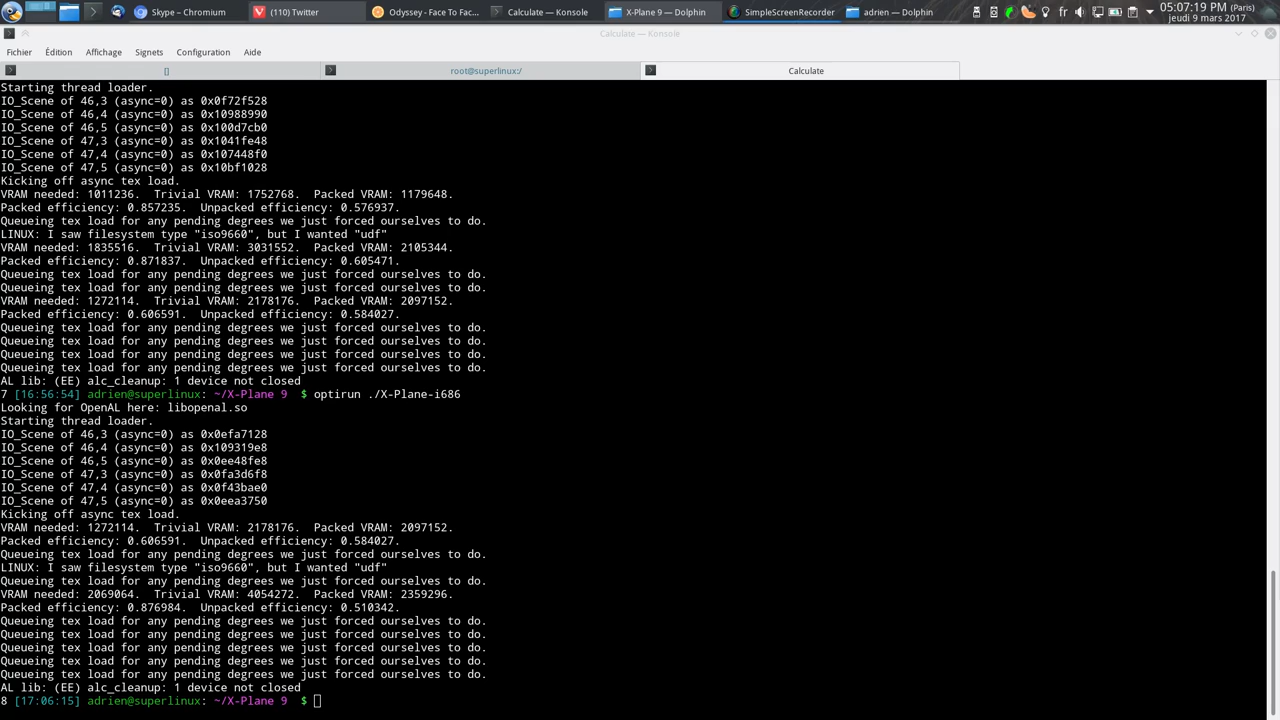 Skype – Chromium
(110) Twitter
Odyssey - Face To Fac...
Calculate — Konsole
X-Plane 9 — Dolphin
SimpleScreenRecorder
adrien — Dolphin
fr
05:07:19 PM (Paris)
jeudi 9 mars 2017
Calculate — Konsole
Fichier Édition Affichage Signets Configuration Aide
[]
root@superlinux:/
Calculate
Starting thread loader.
IO_Scene of 46,3 (async=0) as 0x0f72f528
IO_Scene of 46,4 (async=0) as 0x10988990
IO_Scene of 46,5 (async=0) as 0x100d7cb0
IO_Scene of 47,3 (async=0) as 0x1041fe48
IO_Scene of 47,4 (async=0) as 0x107448f0
IO_Scene of 47,5 (async=0) as 0x10bf1028
Kicking off async tex load.
VRAM needed: 1011236.  Trivial VRAM: 1752768.  Packed VRAM: 1179648.
Packed efficiency: 0.857235.  Unpacked efficiency: 0.576937.
Queueing tex load for any pending degrees we just forced ourselves to do.
LINUX: I saw filesystem type "iso9660", but I wanted "udf"
VRAM needed: 1835516.  Trivial VRAM: 3031552.  Packed VRAM: 2105344.
Packed efficiency: 0.871837.  Unpacked efficiency: 0.605471.
Queueing tex load for any pending degrees we just forced ourselves to do.
Queueing tex load for any pending degrees we just forced ourselves to do.
VRAM needed: 1272114.  Trivial VRAM: 2178176.  Packed VRAM: 2097152.
Packed efficiency: 0.606591.  Unpacked efficiency: 0.584027.
Queueing tex load for any pending degrees we just forced ourselves to do.
Queueing tex load for any pending degrees we just forced ourselves to do.
Queueing tex load for any pending degrees we just forced ourselves to do.
Queueing tex load for any pending degrees we just forced ourselves to do.
AL lib: (EE) alc_cleanup: 1 device not closed
7 [16:56:54] adrien@superlinux: ~/X-Plane 9  $ optirun ./X-Plane-i686
Looking for OpenAL here: libopenal.so
Starting thread loader.
IO_Scene of 46,3 (async=0) as 0x0efa7128
IO_Scene of 46,4 (async=0) as 0x109319e8
IO_Scene of 46,5 (async=0) as 0x0ee48fe8
IO_Scene of 47,3 (async=0) as 0x0fa3d6f8
IO_Scene of 47,4 (async=0) as 0x0f43bae0
IO_Scene of 47,5 (async=0) as 0x0eea3750
Kicking off async tex load.
VRAM needed: 1272114.  Trivial VRAM: 2178176.  Packed VRAM: 2097152.
Packed efficiency: 0.606591.  Unpacked efficiency: 0.584027.
Queueing tex load for any pending degrees we just forced ourselves to do.
LINUX: I saw filesystem type "iso9660", but I wanted "udf"
Queueing tex load for any pending degrees we just forced ourselves to do.
VRAM needed: 2069064.  Trivial VRAM: 4054272.  Packed VRAM: 2359296.
Packed efficiency: 0.876984.  Unpacked efficiency: 0.510342.
Queueing tex load for any pending degrees we just forced ourselves to do.
Queueing tex load for any pending degrees we just forced ourselves to do.
Queueing tex load for any pending degrees we just forced ourselves to do.
Queueing tex load for any pending degrees we just forced ourselves to do.
Queueing tex load for any pending degrees we just forced ourselves to do.
AL lib: (EE) alc_cleanup: 1 device not closed
8 [17:06:15] adrien@superlinux: ~/X-Plane 9  $